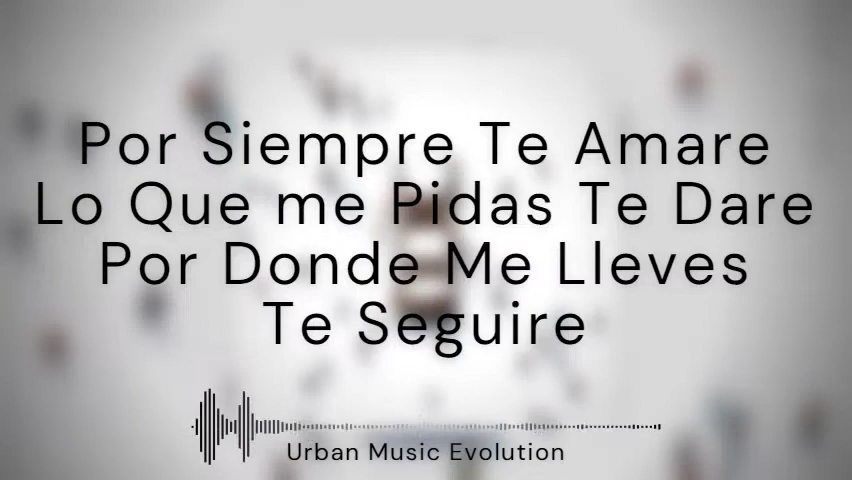 Por Siempre Te Amare
Lo Que me Pidas Te Dare
Por Donde Me Lleves
Te Seguire
Urban Music Evolution